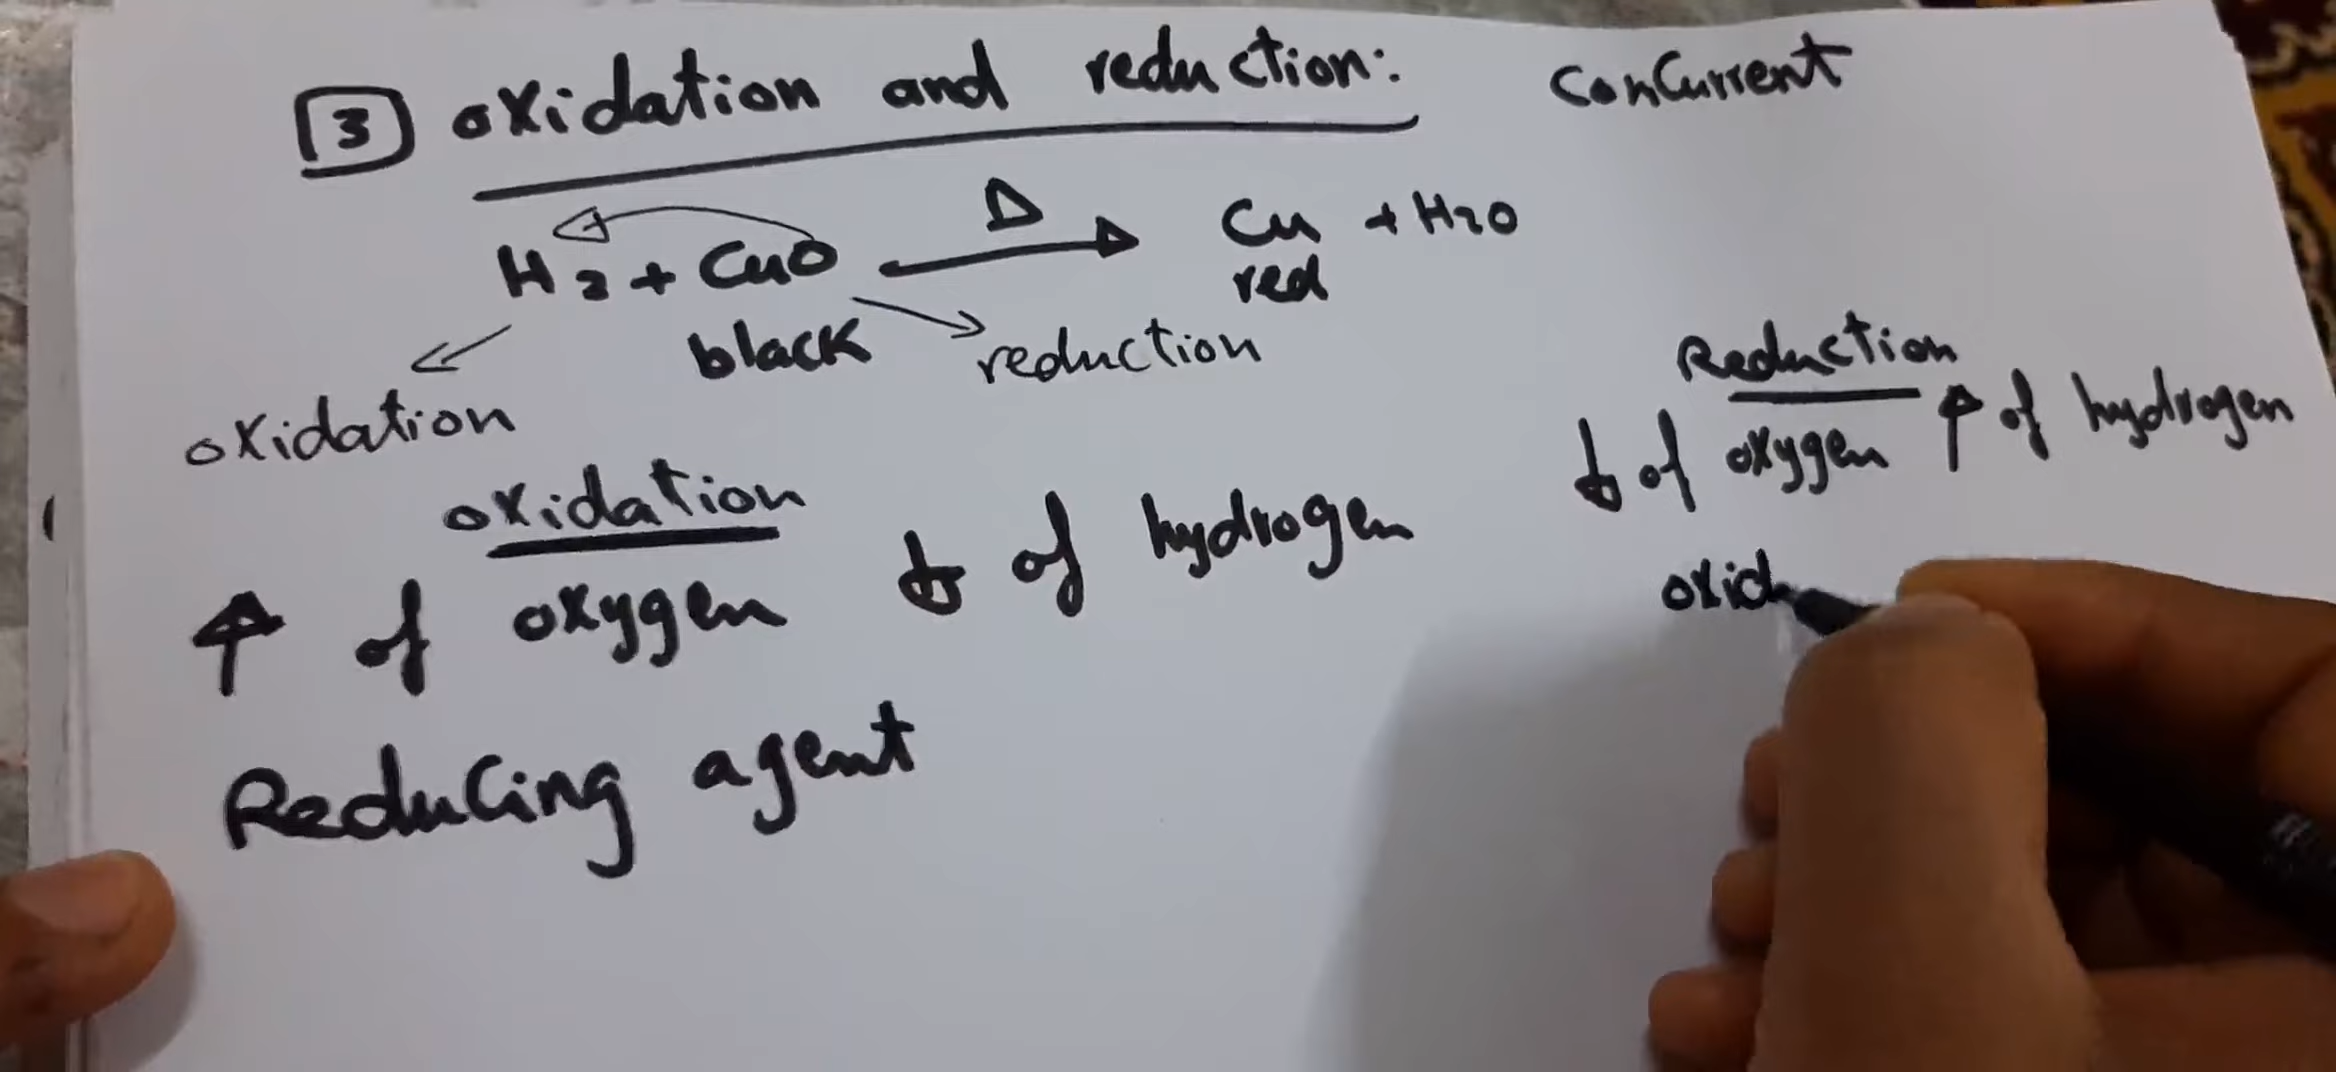 3 oxidation and reduction:
ConCurrent
Δ
H2 + CuO → Cu + H2O
black
red
oxidation
reduction
oxidation
↑ of oxygen ↓ of hydrogen
Reducing agent
Reduction
↓ of oxygen ↑ of hydrogen
oxid